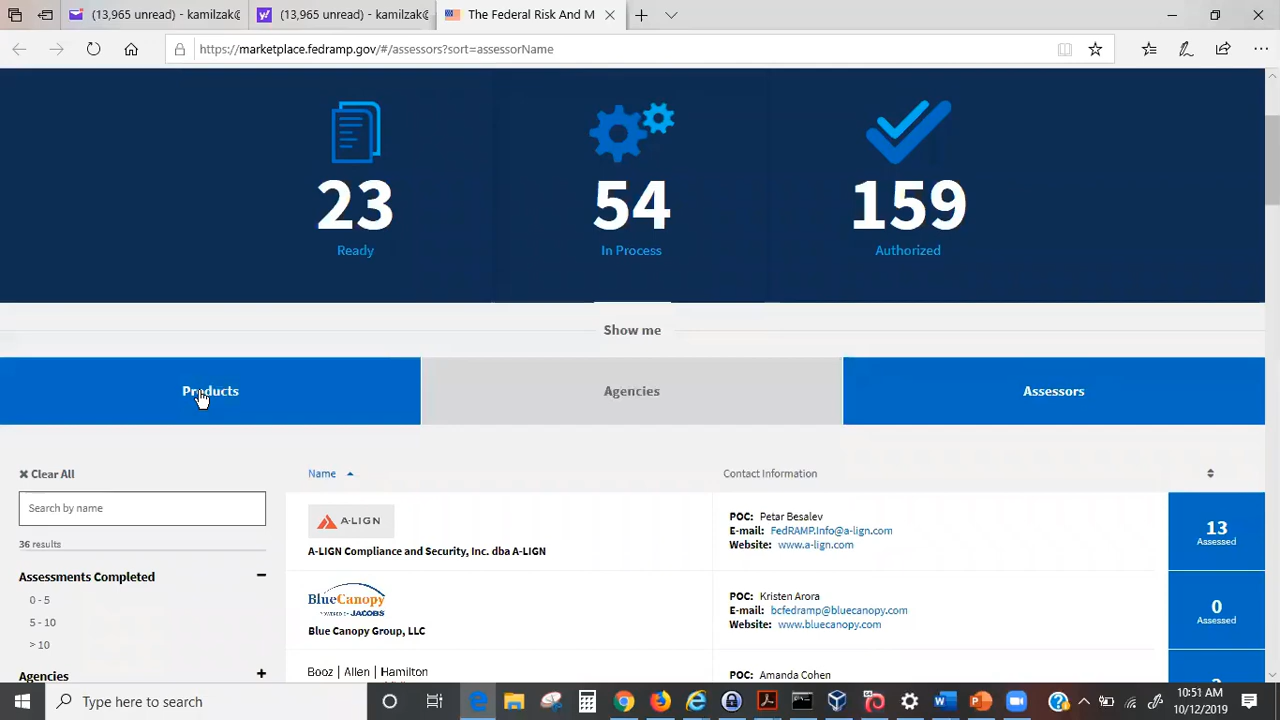 (13,965 unread) - kamilzak@
(13,965 unread) - kamilzak@
The Federal Risk And M
https://marketplace.fedramp.gov/#/assessors?sort=assessorName
23
Ready
54
In Process
159
Authorized
Show me
Products
Agencies
Assessors
Clear All
Search by name
36 results
Assessments Completed
0 - 5
5 - 10
> 10
Agencies
Name
Contact Information
A-LIGN
A-LIGN Compliance and Security, Inc. dba A-LIGN
POC: Petar Besalev
E-mail: FedRAMP.Info@a-lign.com
Website: www.a-lign.com
13
Assessed
BlueCanopy
POWERED BY JACOBS
Blue Canopy Group, LLC
POC: Kristen Arora
E-mail: bcfedramp@bluecanopy.com
Website: www.bluecanopy.com
0
Assessed
Booz | Allen | Hamilton
POC: Amanda Cohen
Type here to search
10:51 AM
10/12/2019